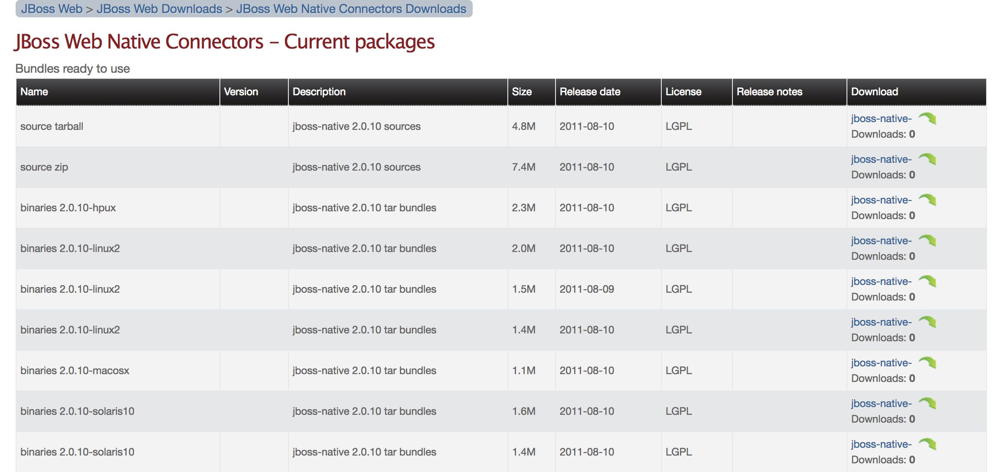 JBoss Web > JBoss Web Downloads > JBoss Web Native Connectors Downloads
JBoss Web Native Connectors – Current packages
Bundles ready to use
Name Version Description Size Release date License Release notes Download
source tarball jboss-native 2.0.10 sources 4.8M 2011-08-10 LGPL jboss-native-
Downloads: 0
source zip jboss-native 2.0.10 sources 7.4M 2011-08-10 LGPL jboss-native-
Downloads: 0
binaries 2.0.10-hpux jboss-native 2.0.10 tar bundles 2.3M 2011-08-10 LGPL jboss-native-
Downloads: 0
binaries 2.0.10-linux2 jboss-native 2.0.10 tar bundles 2.0M 2011-08-10 LGPL jboss-native-
Downloads: 0
binaries 2.0.10-linux2 jboss-native 2.0.10 tar bundles 1.5M 2011-08-09 LGPL jboss-native-
Downloads: 0
binaries 2.0.10-linux2 jboss-native 2.0.10 tar bundles 1.4M 2011-08-10 LGPL jboss-native-
Downloads: 0
binaries 2.0.10-macosx jboss-native 2.0.10 tar bundles 1.1M 2011-08-10 LGPL jboss-native-
Downloads: 0
binaries 2.0.10-solaris10 jboss-native 2.0.10 tar bundles 1.6M 2011-08-10 LGPL jboss-native-
Downloads: 0
binaries 2.0.10-solaris10 jboss-native 2.0.10 tar bundles 1.4M 2011-08-10 LGPL jboss-native-
Downloads: 0